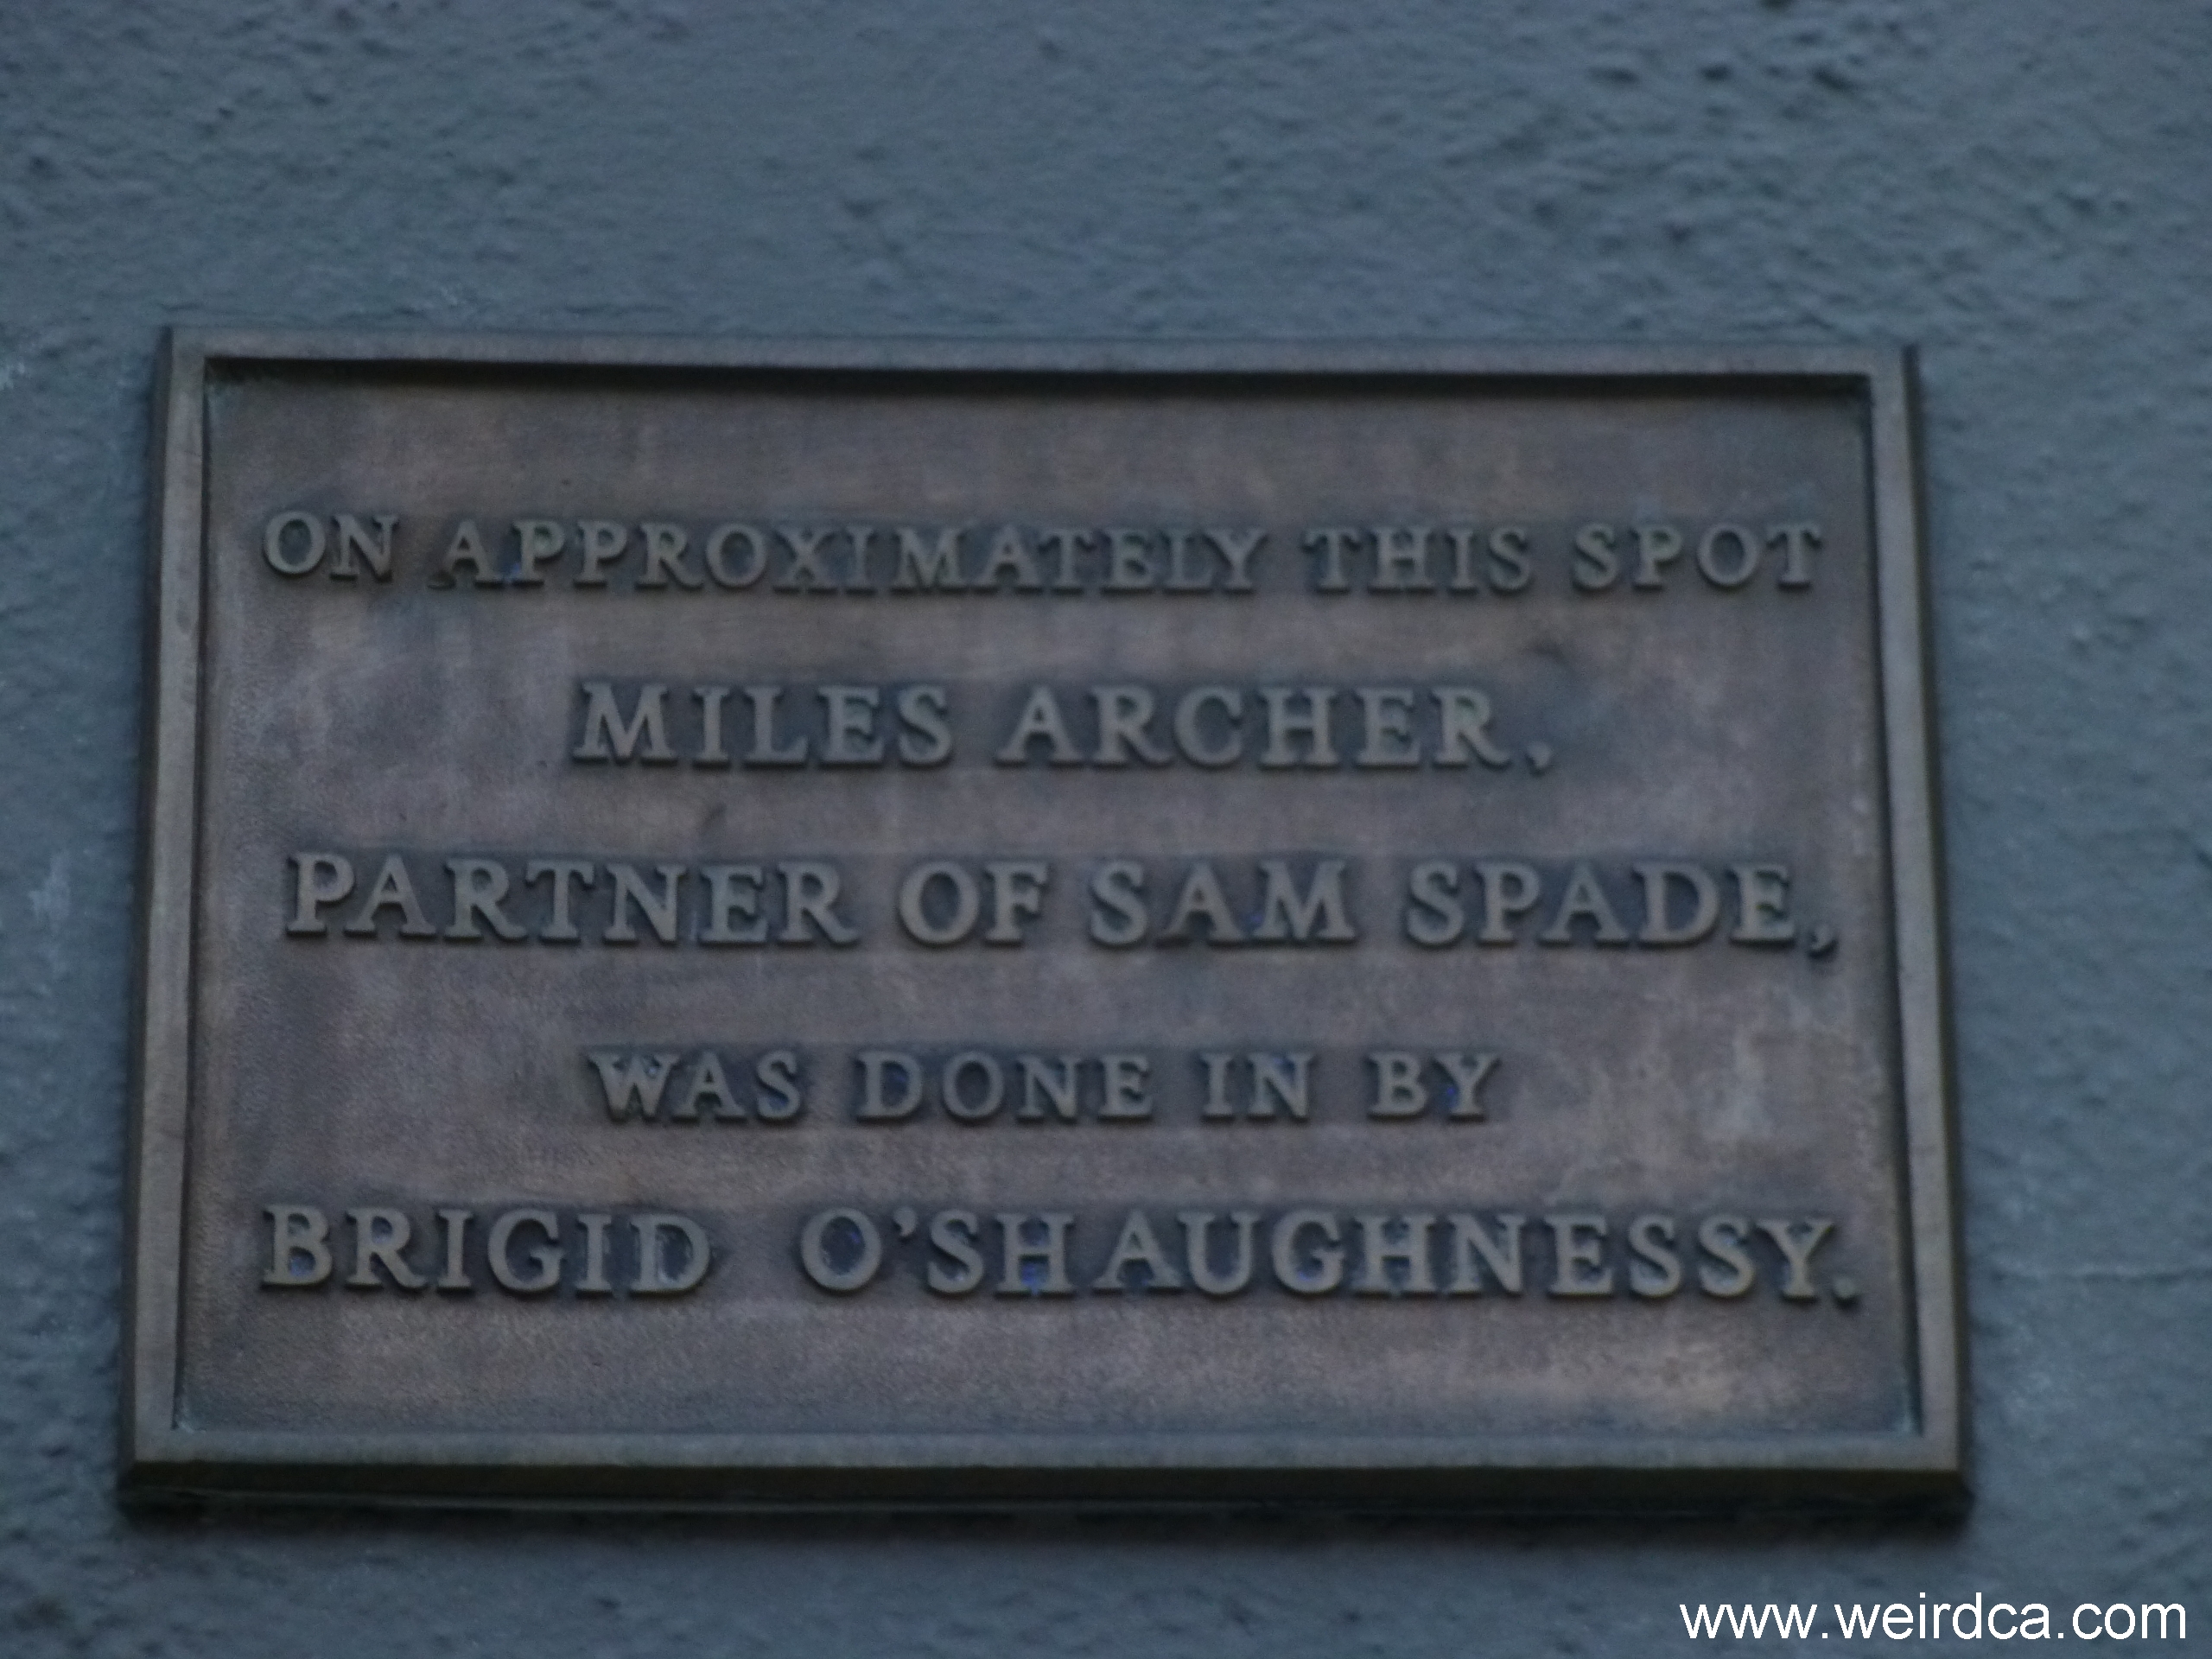 ON APPROXIMATELY THIS SPOT
MILES ARCHER,
PARTNER OF SAM SPADE,
WAS DONE IN BY
BRIGID O'SHAUGHNESSY.
www.weirdca.com